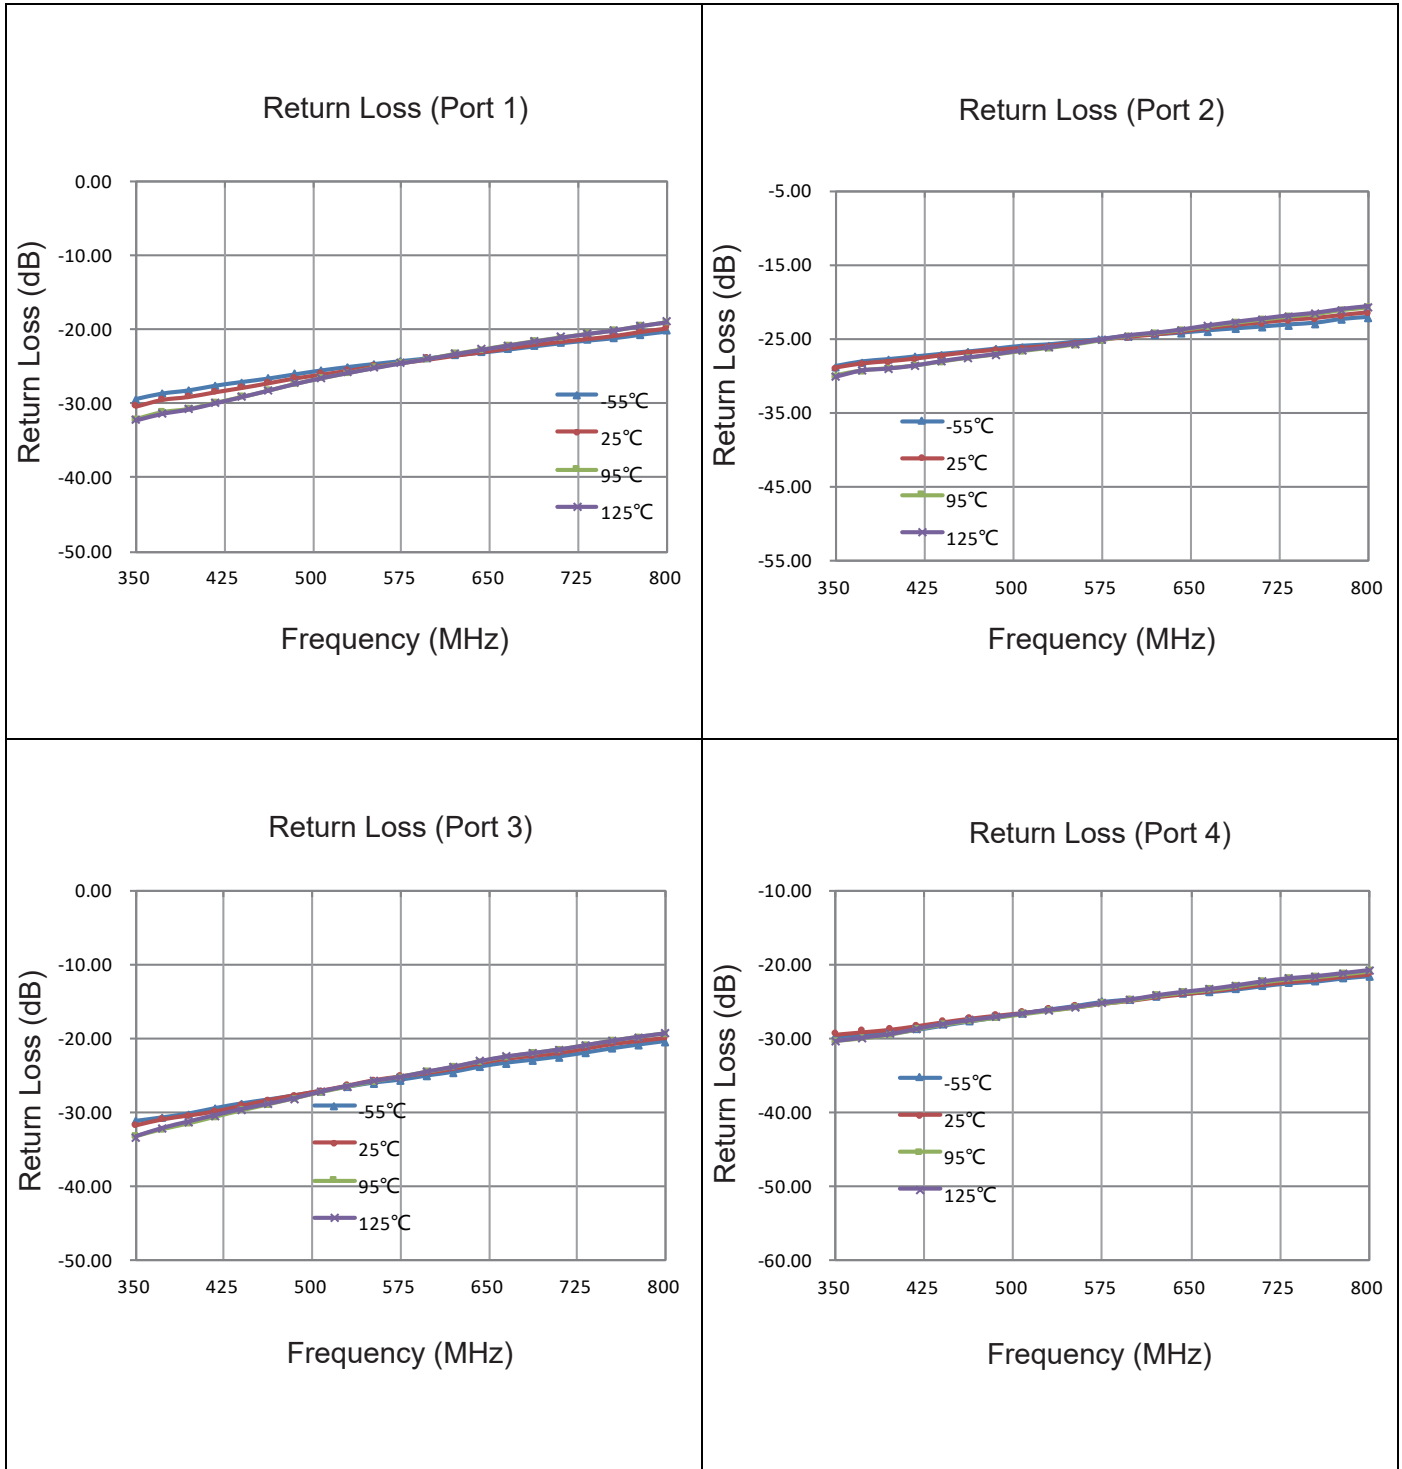 Return Loss (Port 1)
0.00
-10.00
-20.00
-30.00
-40.00
-50.00
Return Loss (dB)
-55℃
25℃
95℃
125℃
350 425 500 575 650 725 800
Frequency (MHz)
Return Loss (Port 2)
-5.00
-15.00
-25.00
-35.00
-45.00
-55.00
Return Loss (dB)
-55℃
25℃
95℃
125℃
350 425 500 575 650 725 800
Frequency (MHz)
Return Loss (Port 3)
0.00
-10.00
-20.00
-30.00
-40.00
-50.00
Return Loss (dB)
-55℃
25℃
95℃
125℃
350 425 500 575 650 725 800
Frequency (MHz)
Return Loss (Port 4)
-10.00
-20.00
-30.00
-40.00
-50.00
-60.00
Return Loss (dB)
-55℃
25℃
95℃
125℃
350 425 500 575 650 725 800
Frequency (MHz)